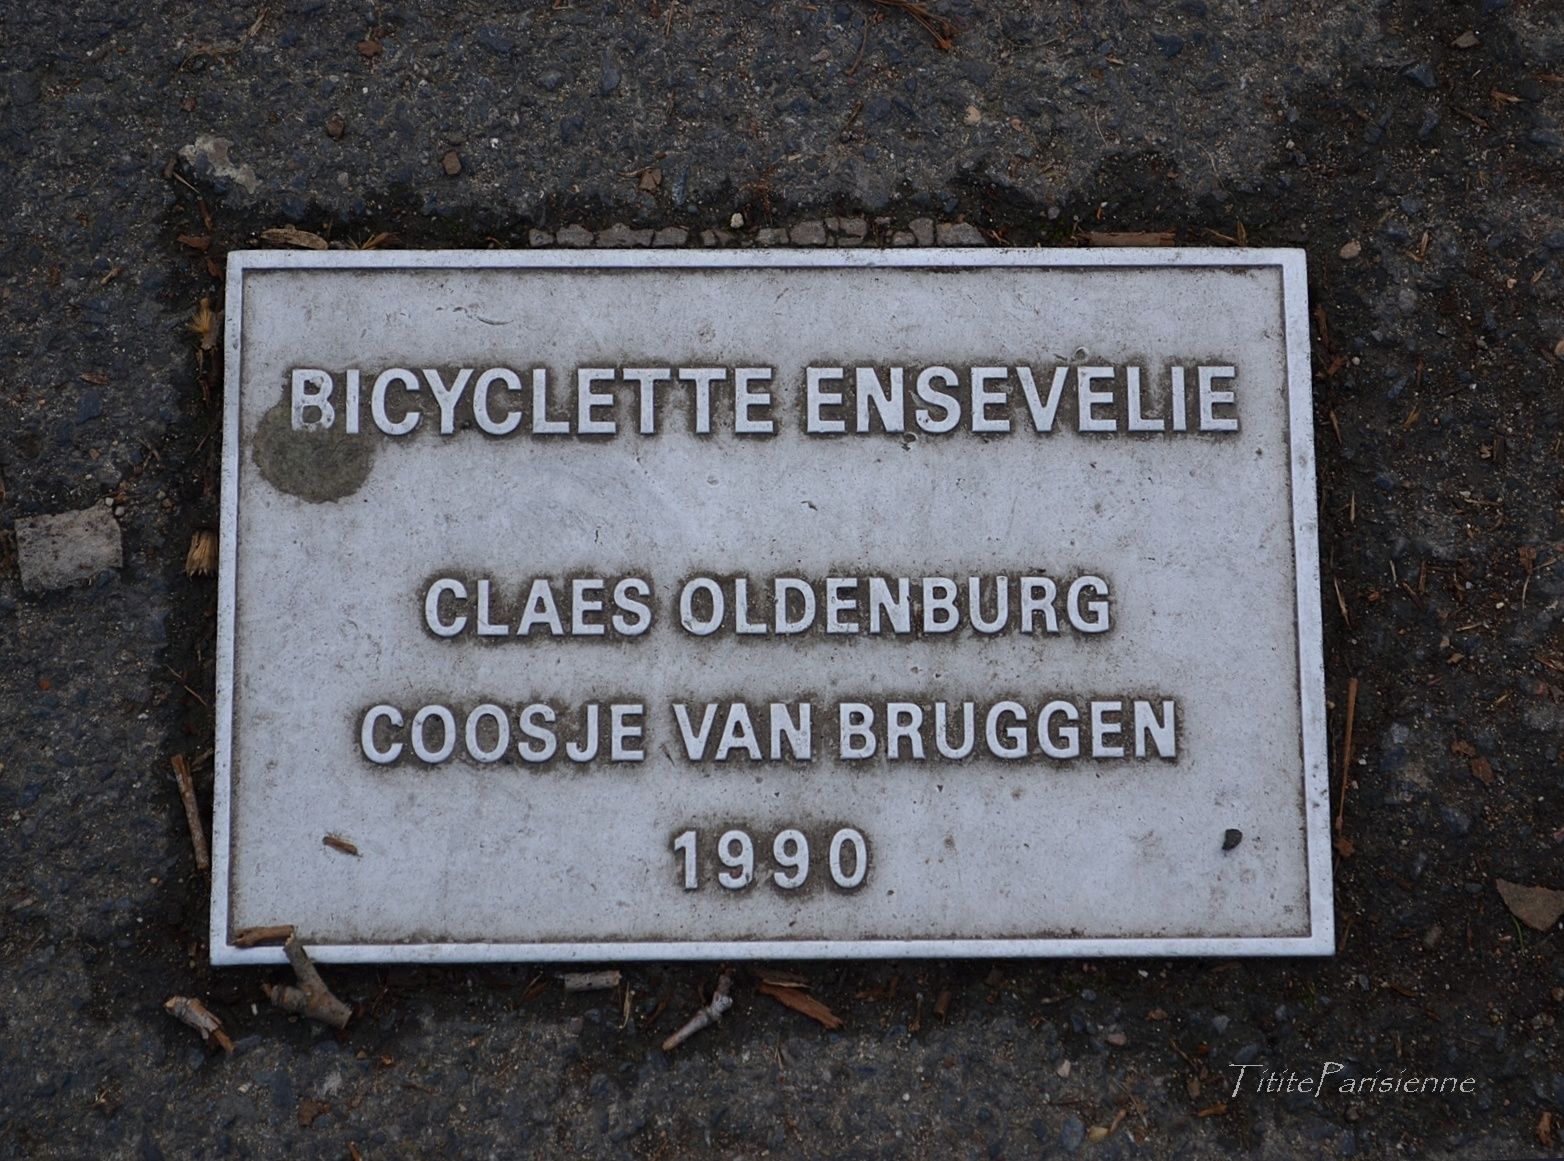 BICYCLETTE ENSEVELIE
CLAES OLDENBURG
COOSJE VAN BRUGGEN
1990
TititeParisienne